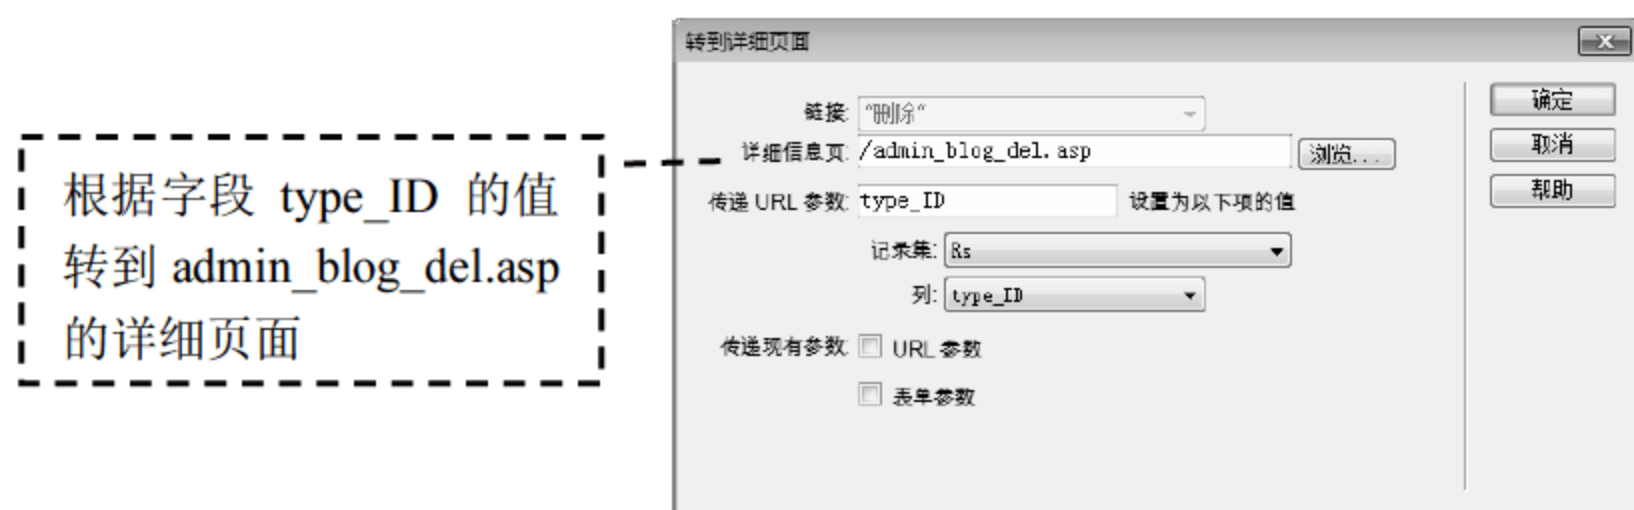 转到详细页面
链接: “删除“
确定
详细信息页: /admin_blog_del.asp 浏览...
取消
根据字段 type_ID 的值
转到 admin_blog_del.asp
的详细页面
传递 URL 参数: type_ID 设置为以下项的值
帮助
记录集: Rs
列: type_ID
传递现有参数: URL 参数
表单参数